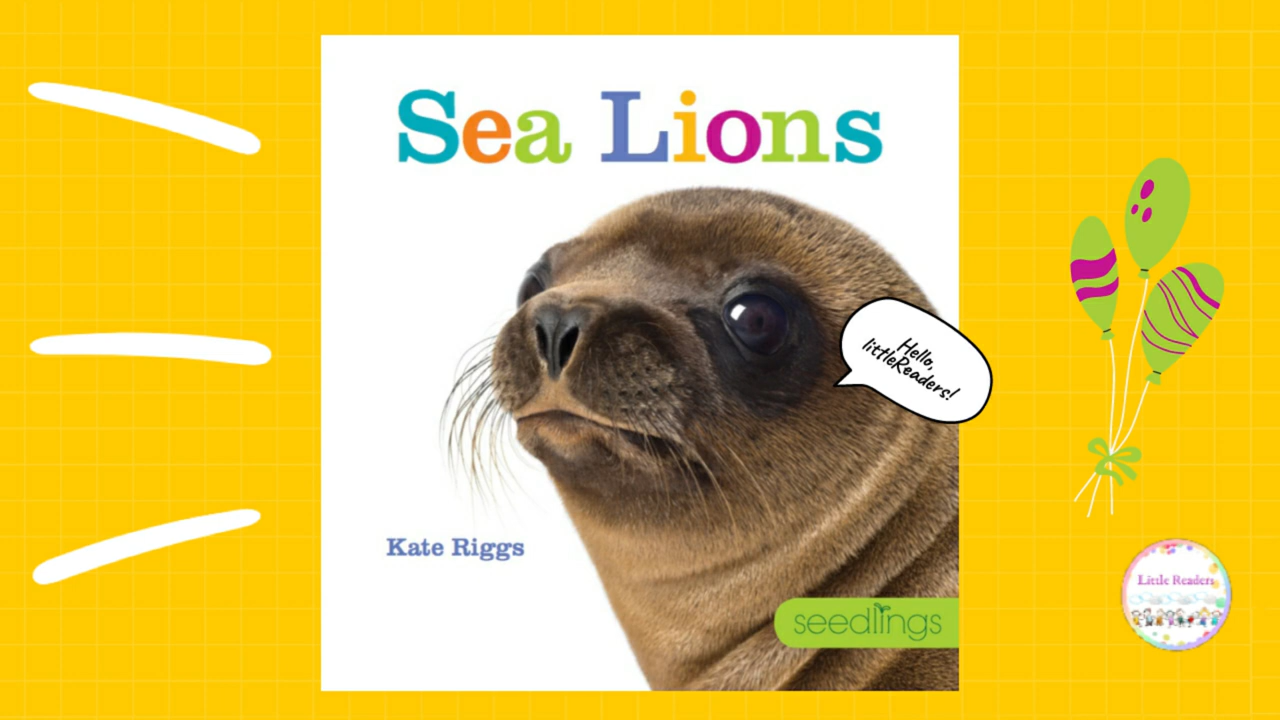 Sea Lions
Hello,
littleReaders!
Kate Riggs
seedlings
Little Readers